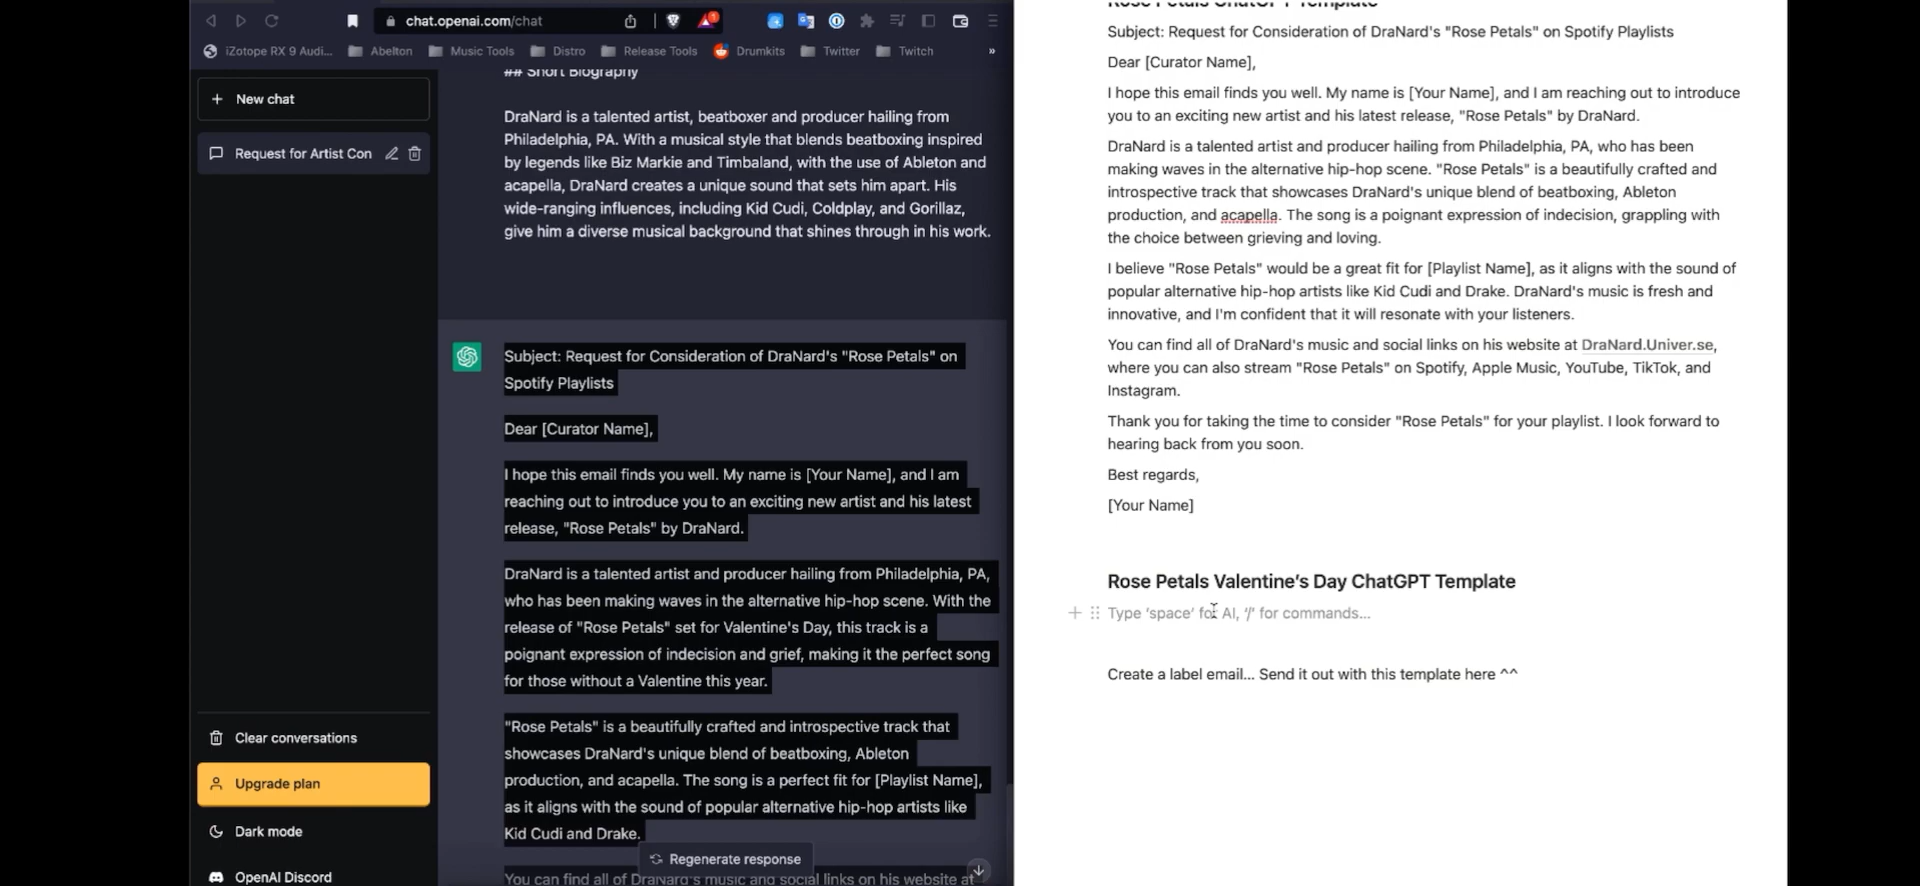 chat.openai.com/chat
iZotope RX 9 Audi...
Abelton
Music Tools
Distro
Release Tools
Drumkits
Twitter
Twitch
»
New chat
Request for Artist Con
Clear conversations
Upgrade plan
Dark mode
OpenAI Discord
## Short Biography
DraNard is a talented artist, beatboxer and producer hailing from
Philadelphia, PA. With a musical style that blends beatboxing inspired
by legends like Biz Markie and Timbaland, with the use of Ableton and
acapella, DraNard creates a unique sound that sets him apart. His
wide-ranging influences, including Kid Cudi, Coldplay, and Gorillaz,
give him a diverse musical background that shines through in his work.
Subject: Request for Consideration of DraNard's "Rose Petals" on
Spotify Playlists
Dear [Curator Name],
I hope this email finds you well. My name is [Your Name], and I am
reaching out to introduce you to an exciting new artist and his latest
release, "Rose Petals" by DraNard.
DraNard is a talented artist and producer hailing from Philadelphia, PA,
who has been making waves in the alternative hip-hop scene. With the
release of "Rose Petals" set for Valentine's Day, this track is a
poignant expression of indecision and grief, making it the perfect song
for those without a Valentine this year.
"Rose Petals" is a beautifully crafted and introspective track that
showcases DraNard's unique blend of beatboxing, Ableton
production, and acapella. The song is a perfect fit for [Playlist Name],
as it aligns with the sound of popular alternative hip-hop artists like
Kid Cudi and Drake.
Regenerate response
You can find all of DraNard's music and social links on his website at
Rose Petals ChatGPT Template
Subject: Request for Consideration of DraNard's "Rose Petals" on Spotify Playlists
Dear [Curator Name],
I hope this email finds you well. My name is [Your Name], and I am reaching out to introduce
you to an exciting new artist and his latest release, "Rose Petals" by DraNard.
DraNard is a talented artist and producer hailing from Philadelphia, PA, who has been
making waves in the alternative hip-hop scene. "Rose Petals" is a beautifully crafted and
introspective track that showcases DraNard's unique blend of beatboxing, Ableton
production, and acapella. The song is a poignant expression of indecision, grappling with
the choice between grieving and loving.
I believe "Rose Petals" would be a great fit for [Playlist Name], as it aligns with the sound of
popular alternative hip-hop artists like Kid Cudi and Drake. DraNard's music is fresh and
innovative, and I'm confident that it will resonate with your listeners.
You can find all of DraNard's music and social links on his website at DraNard.Univer.se,
where you can also stream "Rose Petals" on Spotify, Apple Music, YouTube, TikTok, and
Instagram.
Thank you for taking the time to consider "Rose Petals" for your playlist. I look forward to
hearing back from you soon.
Best regards,
[Your Name]
Rose Petals Valentine’s Day ChatGPT Template
Type ‘space’ for AI, ‘/’ for commands...
Create a label email... Send it out with this template here ^^